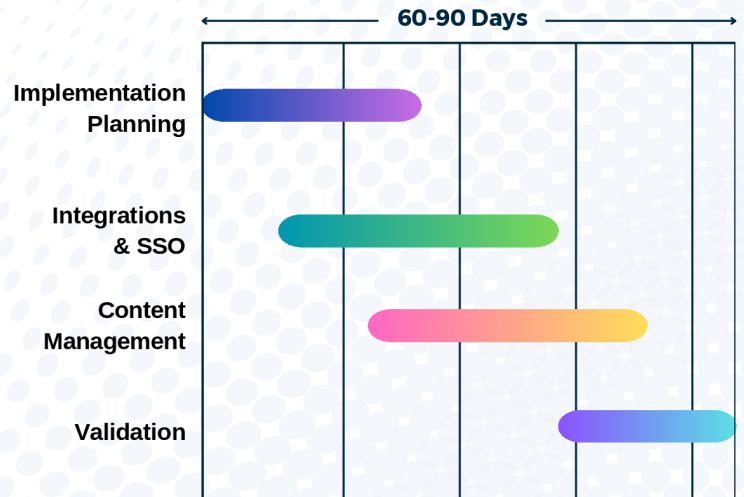 60-90 Days
Implementation
Planning
Integrations
& SSO
Content
Management
Validation